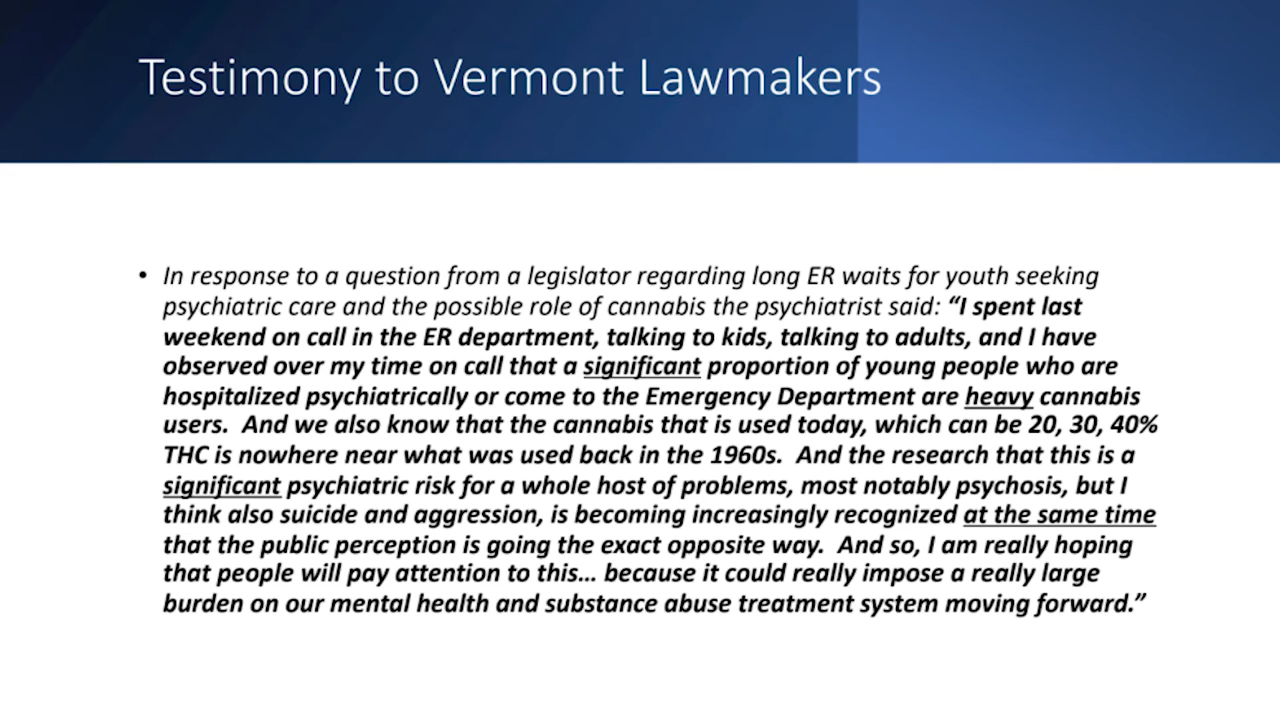 Testimony to Vermont Lawmakers
• In response to a question from a legislator regarding long ER waits for youth seeking
psychiatric care and the possible role of cannabis the psychiatrist said: “I spent last
weekend on call in the ER department, talking to kids, talking to adults, and I have
observed over my time on call that a significant proportion of young people who are
hospitalized psychiatrically or come to the Emergency Department are heavy cannabis
users.  And we also know that the cannabis that is used today, which can be 20, 30, 40%
THC is nowhere near what was used back in the 1960s.  And the research that this is a
significant psychiatric risk for a whole host of problems, most notably psychosis, but I
think also suicide and aggression, is becoming increasingly recognized at the same time
that the public perception is going the exact opposite way.  And so, I am really hoping
that people will pay attention to this… because it could really impose a really large
burden on our mental health and substance abuse treatment system moving forward.”